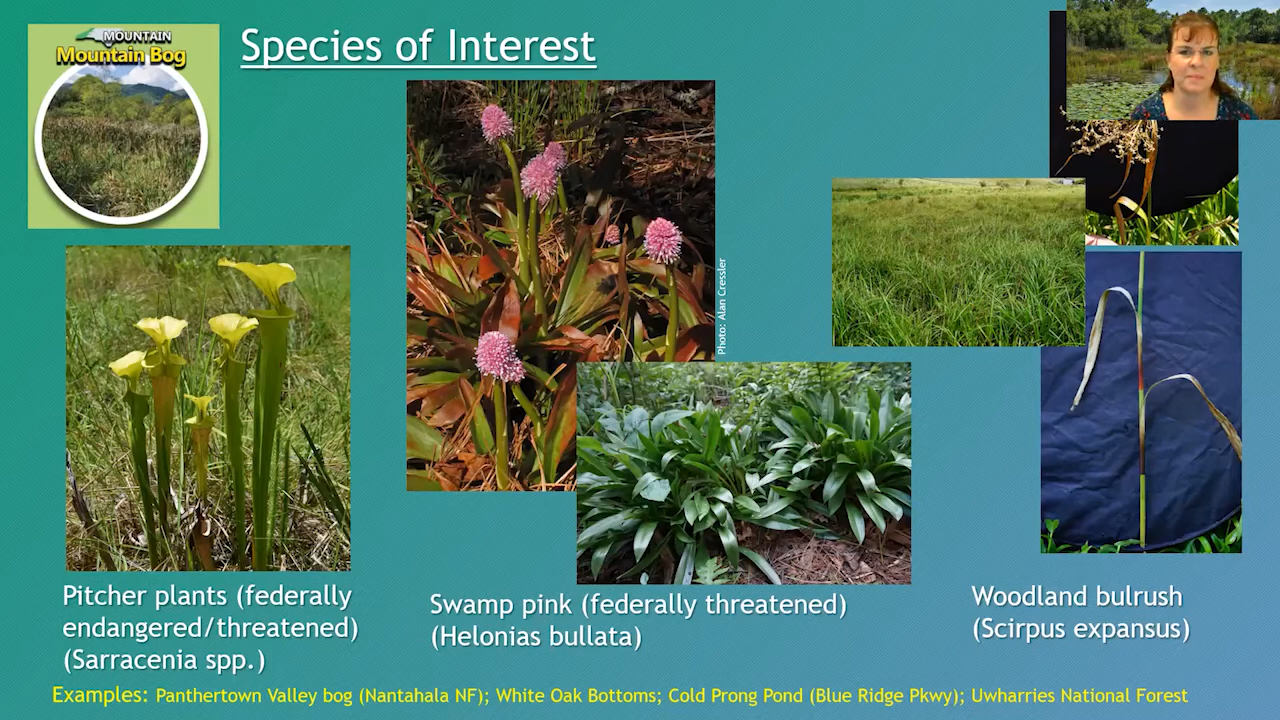 MOUNTAIN
Mountain Bog
Species of Interest
Photo: Alan Cressler
Pitcher plants (federally
endangered/threatened)
(Sarracenia spp.)
Swamp pink (federally threatened)
(Helonias bullata)
Woodland bulrush
(Scirpus expansus)
Examples: Panthertown Valley bog (Nantahala NF); White Oak Bottoms; Cold Prong Pond (Blue Ridge Pkwy); Uwharries National Forest